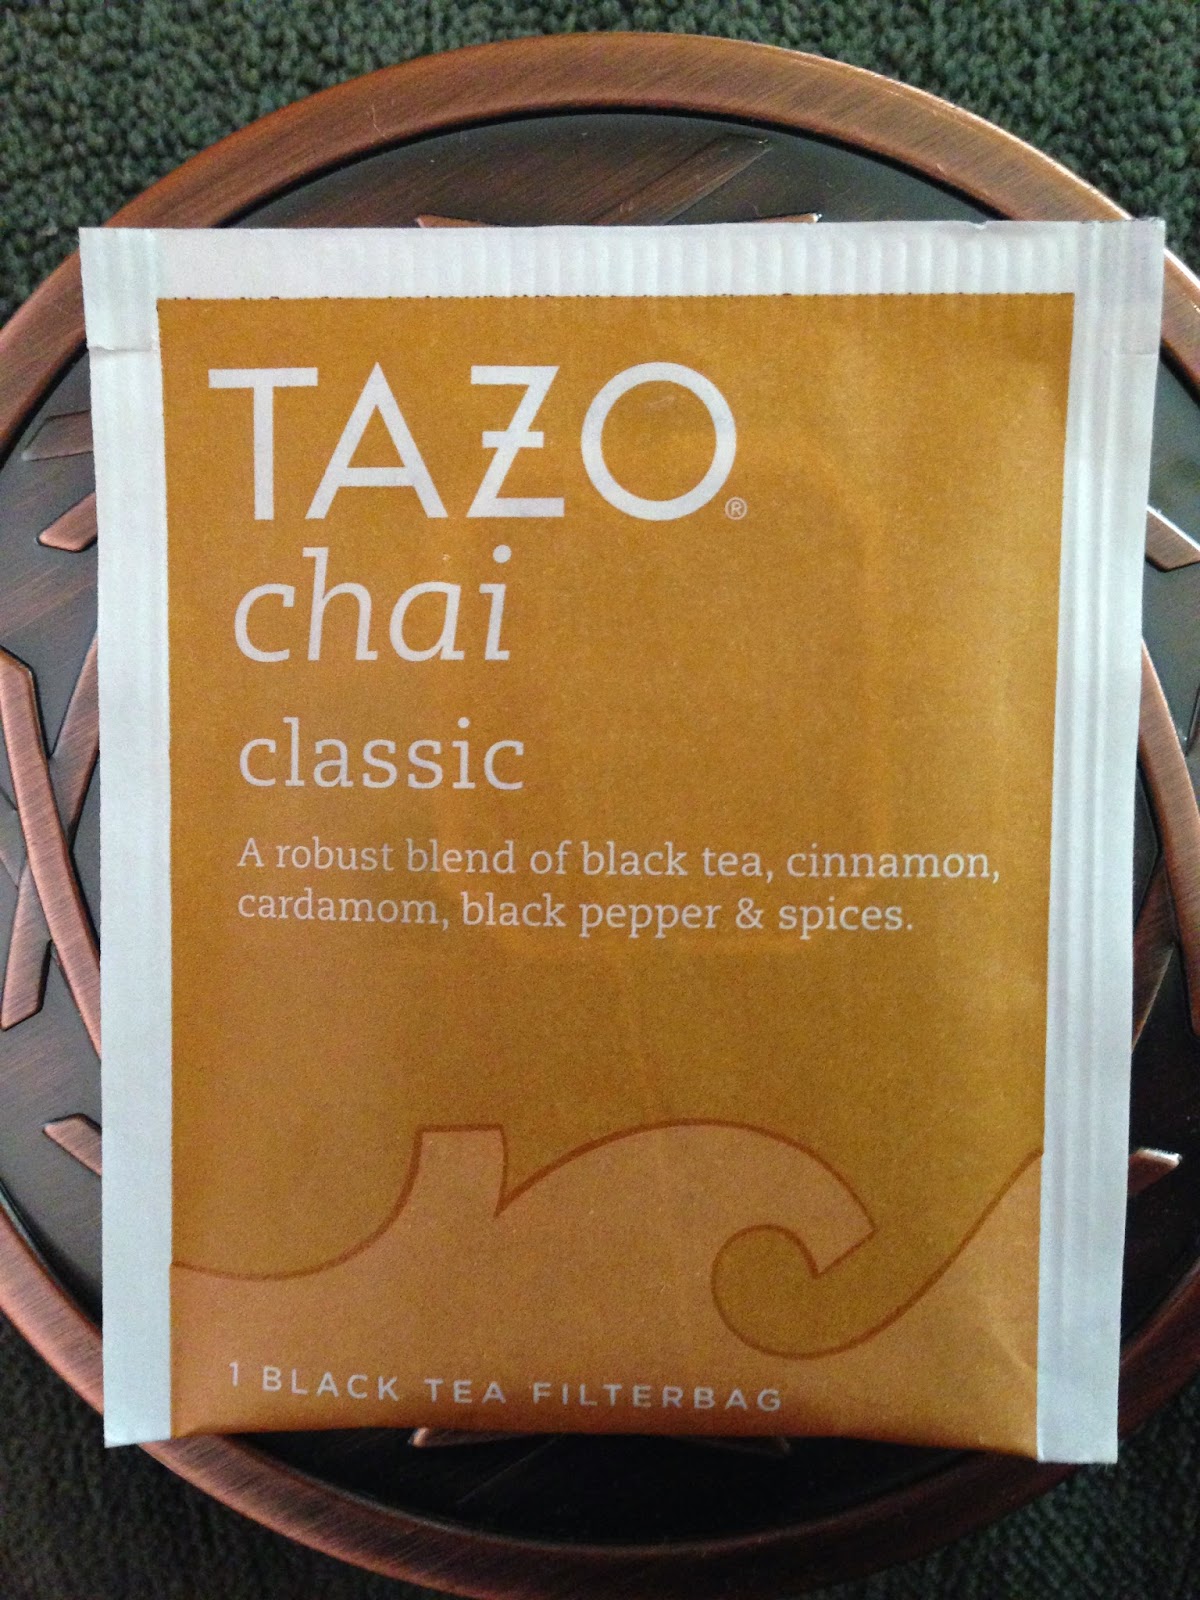 TAZO®
chai
classic
A robust blend of black tea, cinnamon,
cardamom, black pepper & spices.
1 BLACK TEA FILTERBAG